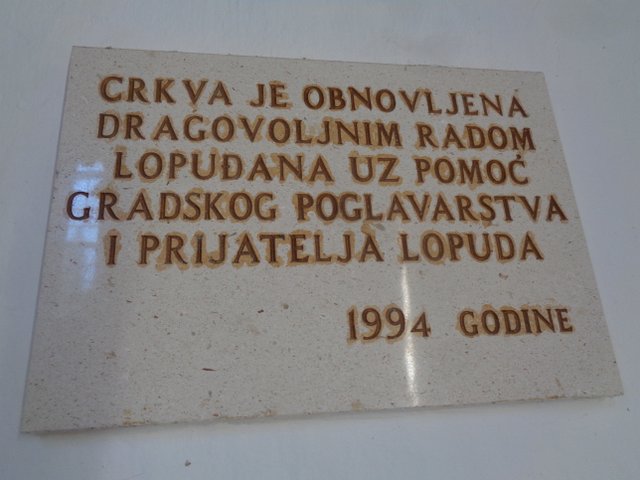 CRKVA JE OBNOVLJENA
DRAGOVOLJNIM RADOM
LOPUĐANA UZ POMOĆ
GRADSKOG POGLAVARSTVA
I PRIJATELJA LOPUDA
1994 GODINE